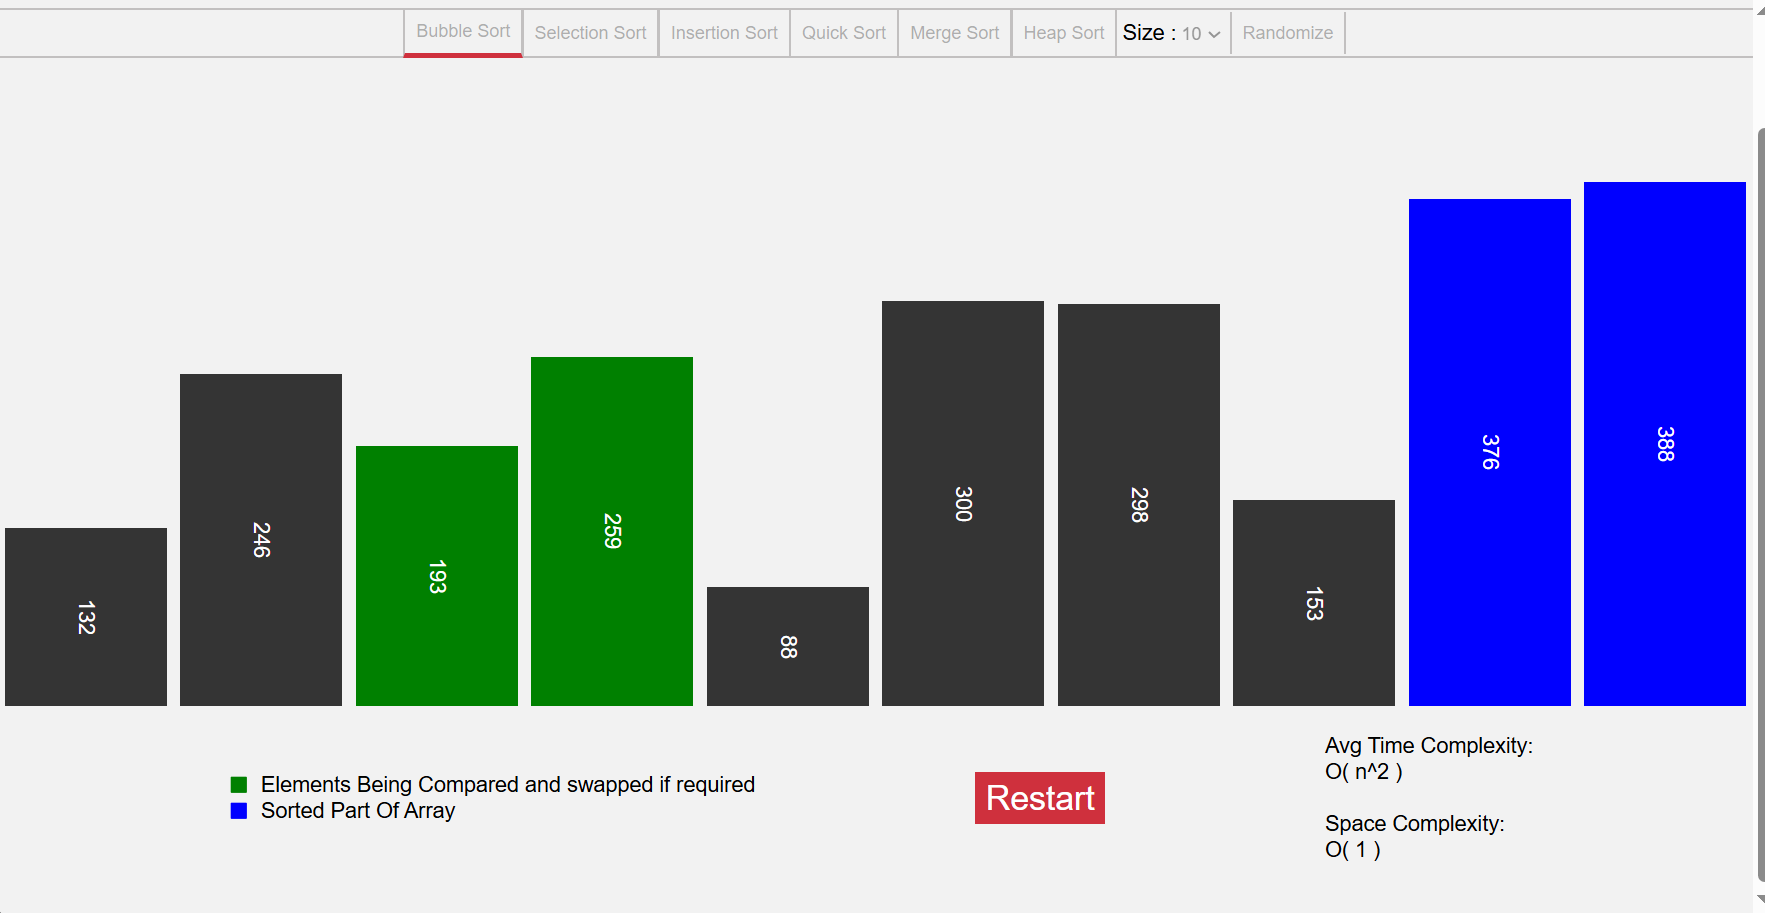 Bubble Sort Selection Sort Insertion Sort Quick Sort Merge Sort Heap Sort Size : 10 Randomize
132
246
193
259
88
300
298
153
376
388
Elements Being Compared and swapped if required
Sorted Part Of Array
Restart
Avg Time Complexity:
O( n^2 )
Space Complexity:
O( 1 )